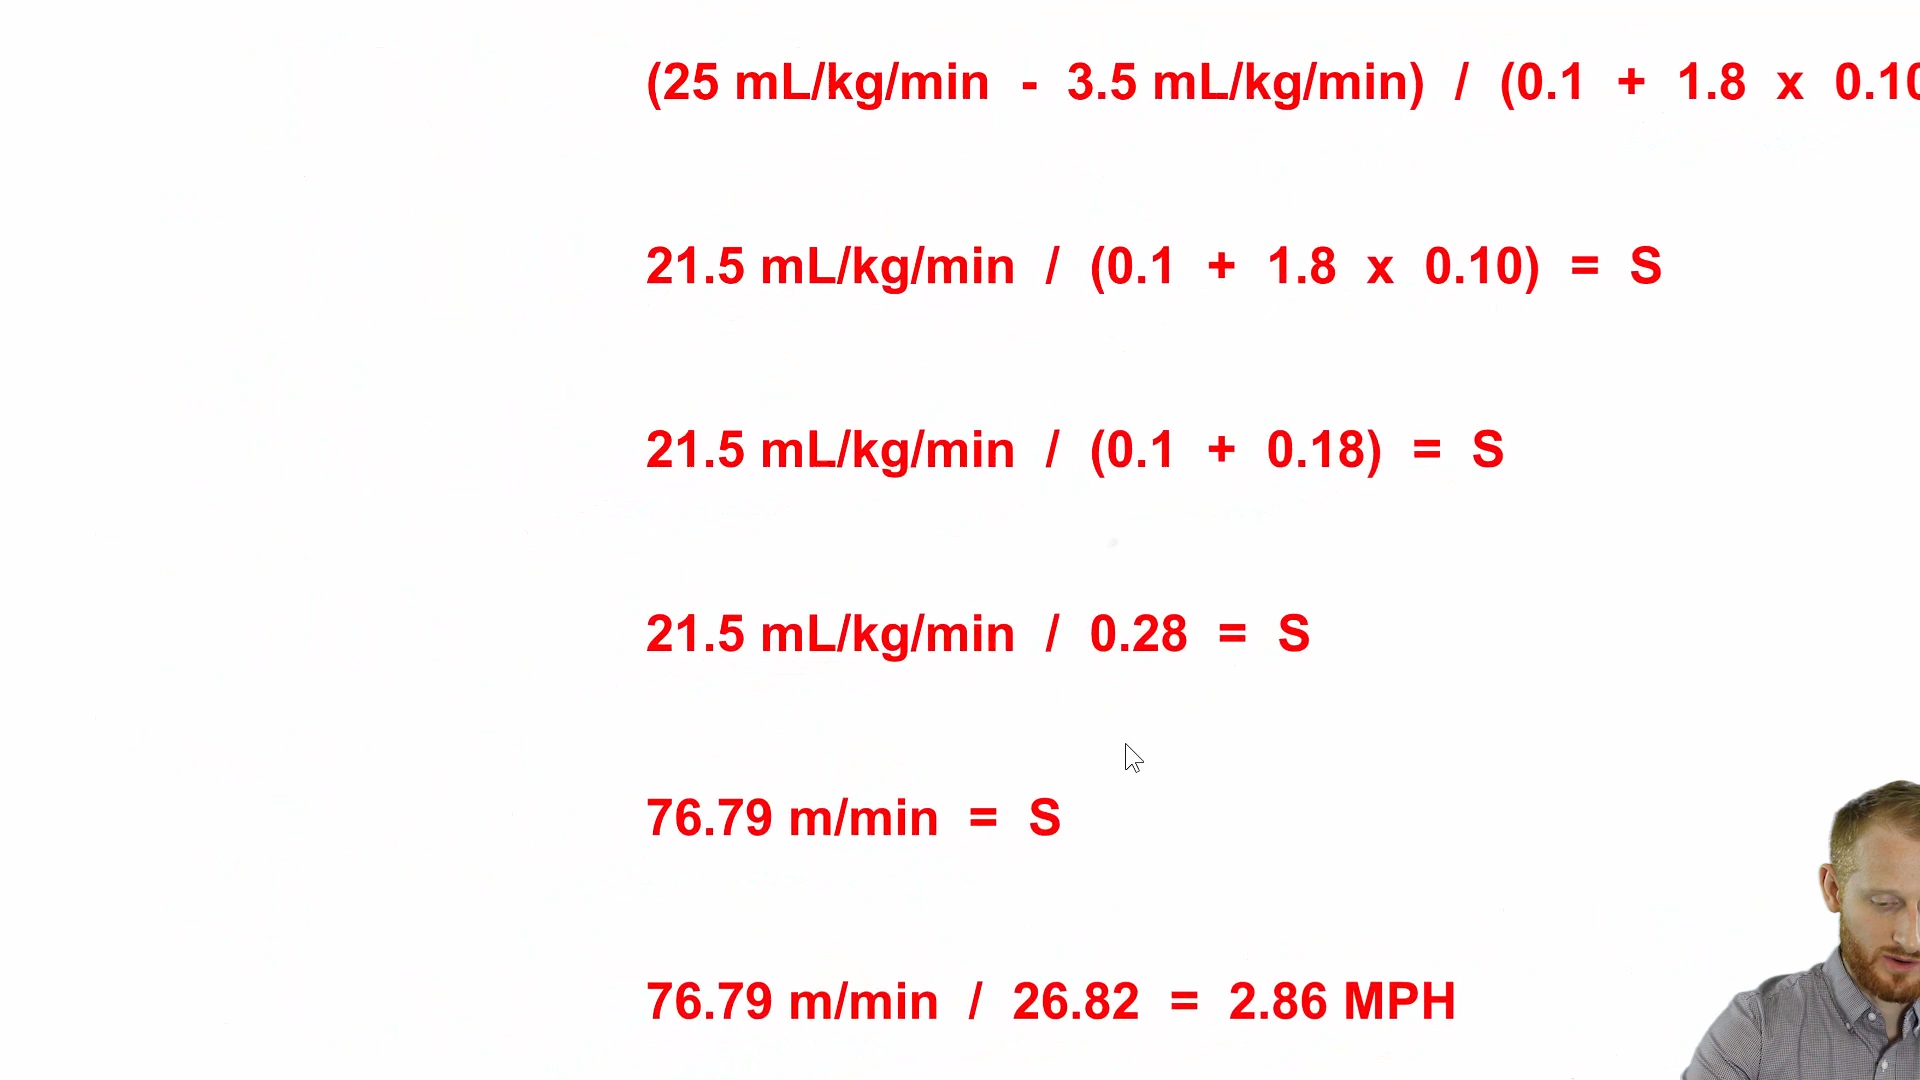 (25 mL/kg/min - 3.5 mL/kg/min) / (0.1 + 1.8 x 0.10
21.5 mL/kg/min / (0.1 + 1.8 x 0.10) = S
21.5 mL/kg/min / (0.1 + 0.18) = S
21.5 mL/kg/min / 0.28 = S
76.79 m/min = S
76.79 m/min / 26.82 = 2.86 MPH